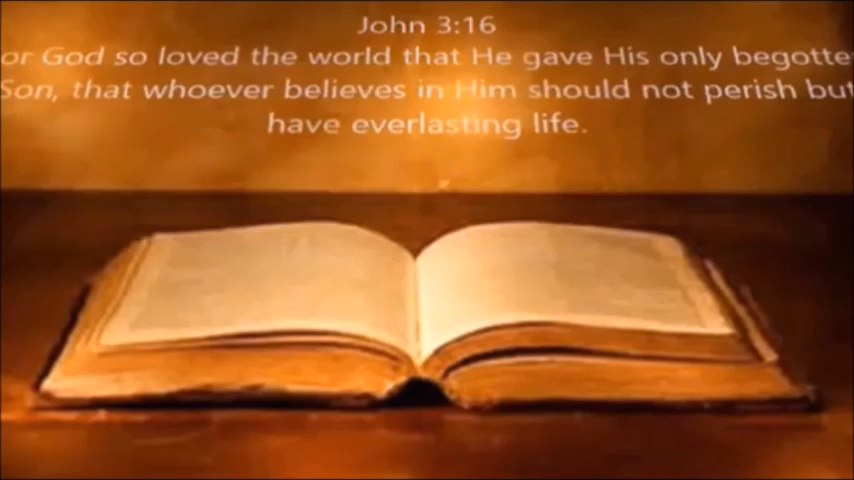 John 3:16
or God so loved the world that He gave His only begotte
Son, that whoever believes in Him should not perish but
have everlasting life.